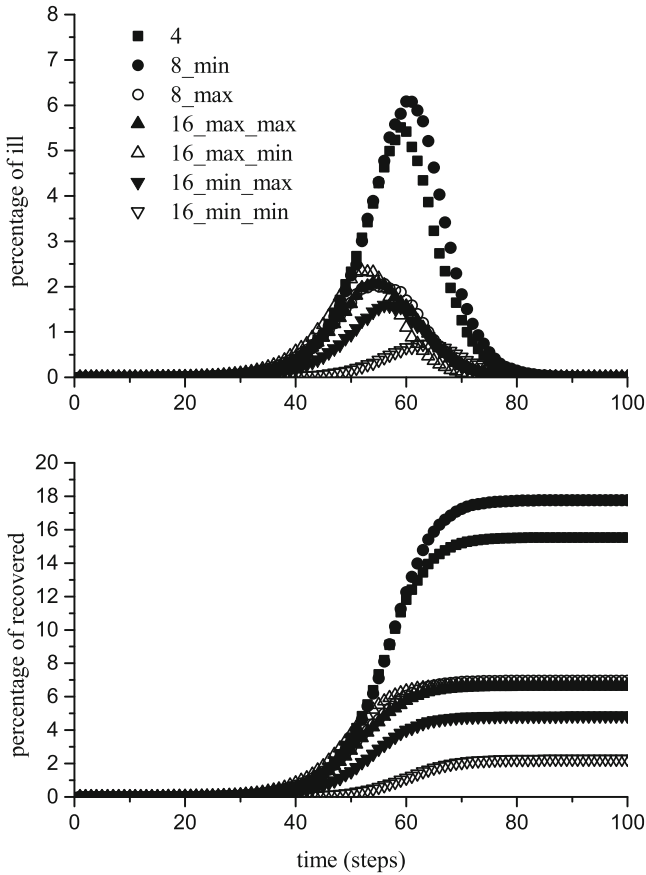 8
7
6
5
4
3
2
1
0
percentage of ill
4
8_min
8_max
16_max_max
16_max_min
16_min_max
16_min_min
0 20 40 60 80 100
20
18
16
14
12
10
8
6
4
2
0
percentage of recovered
0 20 40 60 80 100
time (steps)